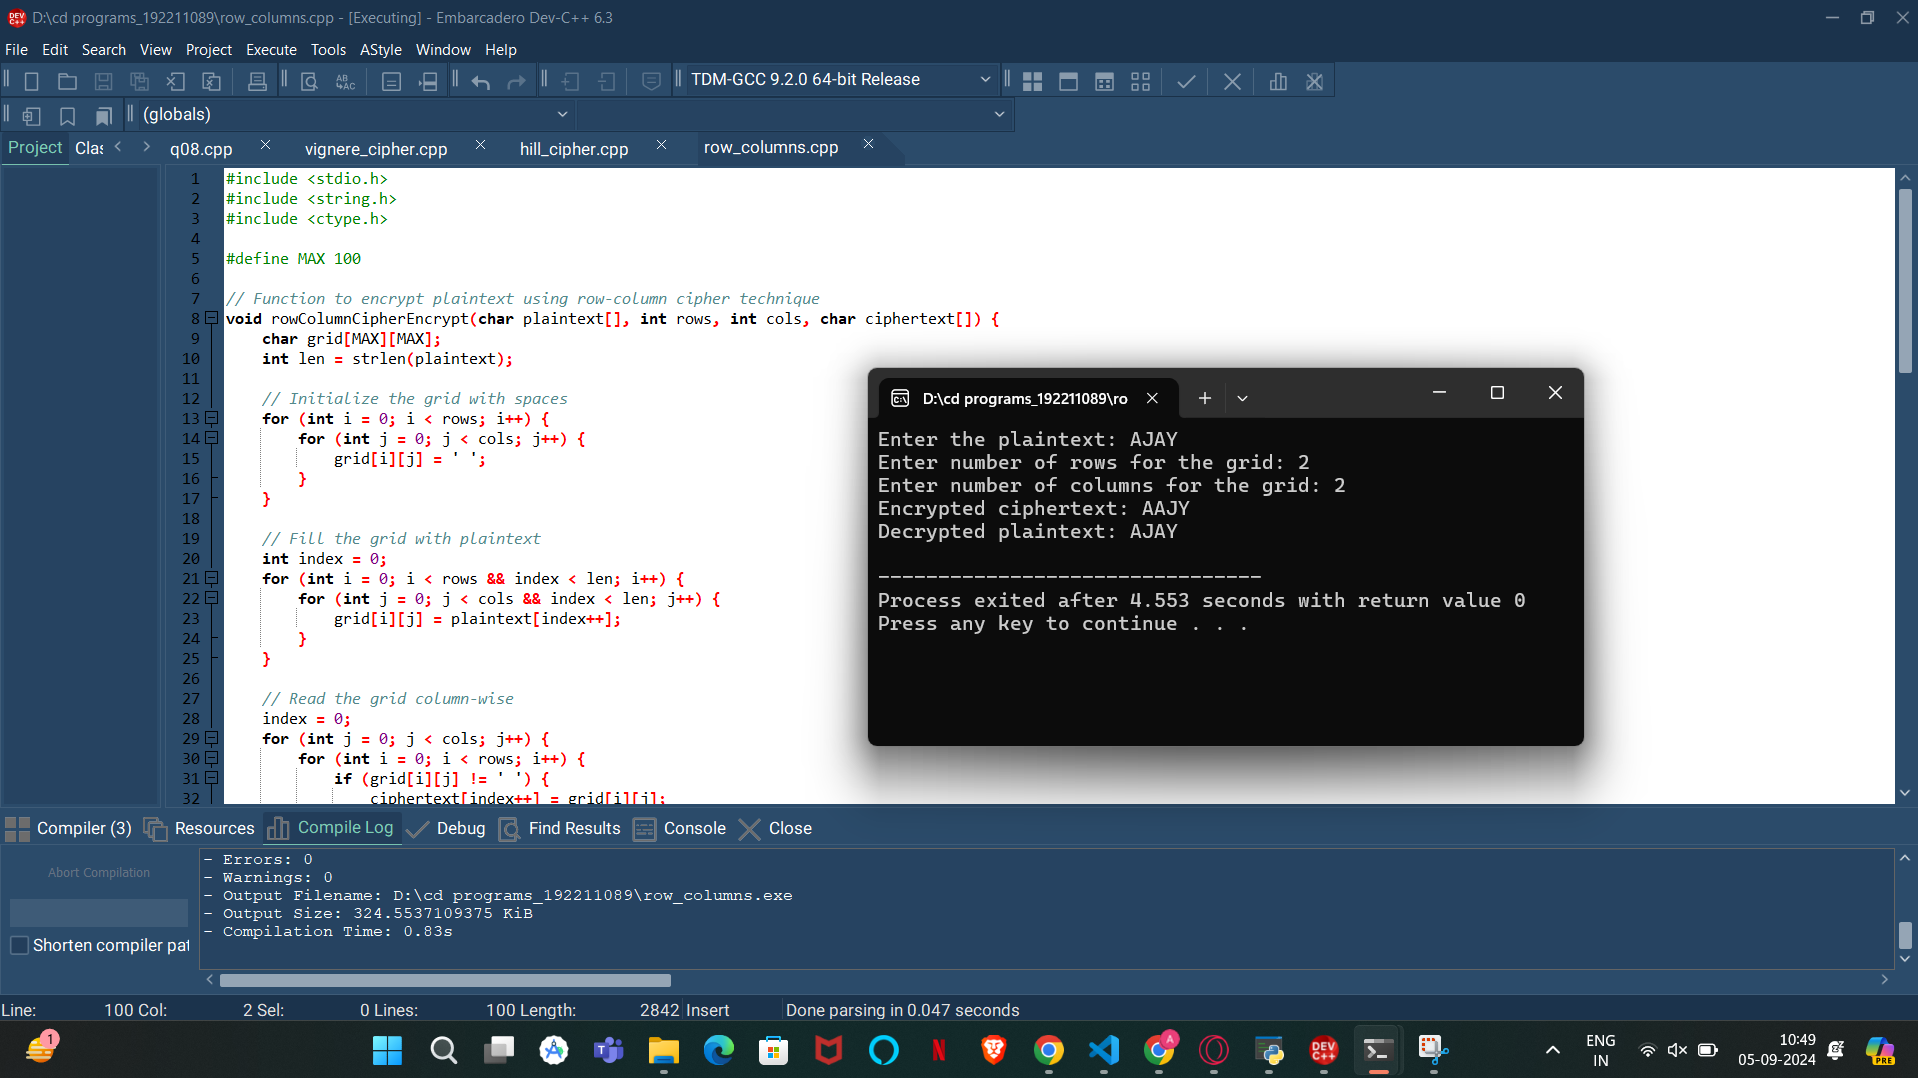 D:\cd programs_192211089\row_columns.cpp - [Executing] - Embarcadero Dev-C++ 6.3
File Edit Search View Project Execute Tools AStyle Window Help
TDM-GCC 9.2.0 64-bit Release
(globals)
Project Clas q08.cpp vignere_cipher.cpp hill_cipher.cpp row_columns.cpp
1 #include <stdio.h>
2 #include <string.h>
3 #include <ctype.h>
4
5 #define MAX 100
6
7 // Function to encrypt plaintext using row-column cipher technique
8 void rowColumnCipherEncrypt(char plaintext[], int rows, int cols, char ciphertext[]) {
9 char grid[MAX][MAX];
10 int len = strlen(plaintext);
11
12 // Initialize the grid with spaces
13 for (int i = 0; i < rows; i++) {
14 for (int j = 0; j < cols; j++) {
15 grid[i][j] = ' ';
16 }
17 }
18
19 // Fill the grid with plaintext
20 int index = 0;
21 for (int i = 0; i < rows && index < len; i++) {
22 for (int j = 0; j < cols && index < len; j++) {
23 grid[i][j] = plaintext[index++];
24 }
25 }
26
27 // Read the grid column-wise
28 index = 0;
29 for (int j = 0; j < cols; j++) {
30 for (int i = 0; i < rows; i++) {
31 if (grid[i][j] != ' ') {
32 ciphertext[index++] = grid[i][j];
D:\cd programs_192211089\ro
Enter the plaintext: AJAY
Enter number of rows for the grid: 2
Enter number of columns for the grid: 2
Encrypted ciphertext: AAJY
Decrypted plaintext: AJAY
--------------------------------
Process exited after 4.553 seconds with return value 0
Press any key to continue . . .
Compiler (3) Resources Compile Log Debug Find Results Console Close
Abort Compilation
Shorten compiler pat
- Errors: 0
- Warnings: 0
- Output Filename: D:\cd programs_192211089\row_columns.exe
- Output Size: 324.5537109375 KiB
- Compilation Time: 0.83s
Line: 100 Col: 2 Sel: 0 Lines: 100 Length: 2842 Insert Done parsing in 0.047 seconds
1
A
DEV C++
PRE
ENG
IN
10:49
05-09-2024